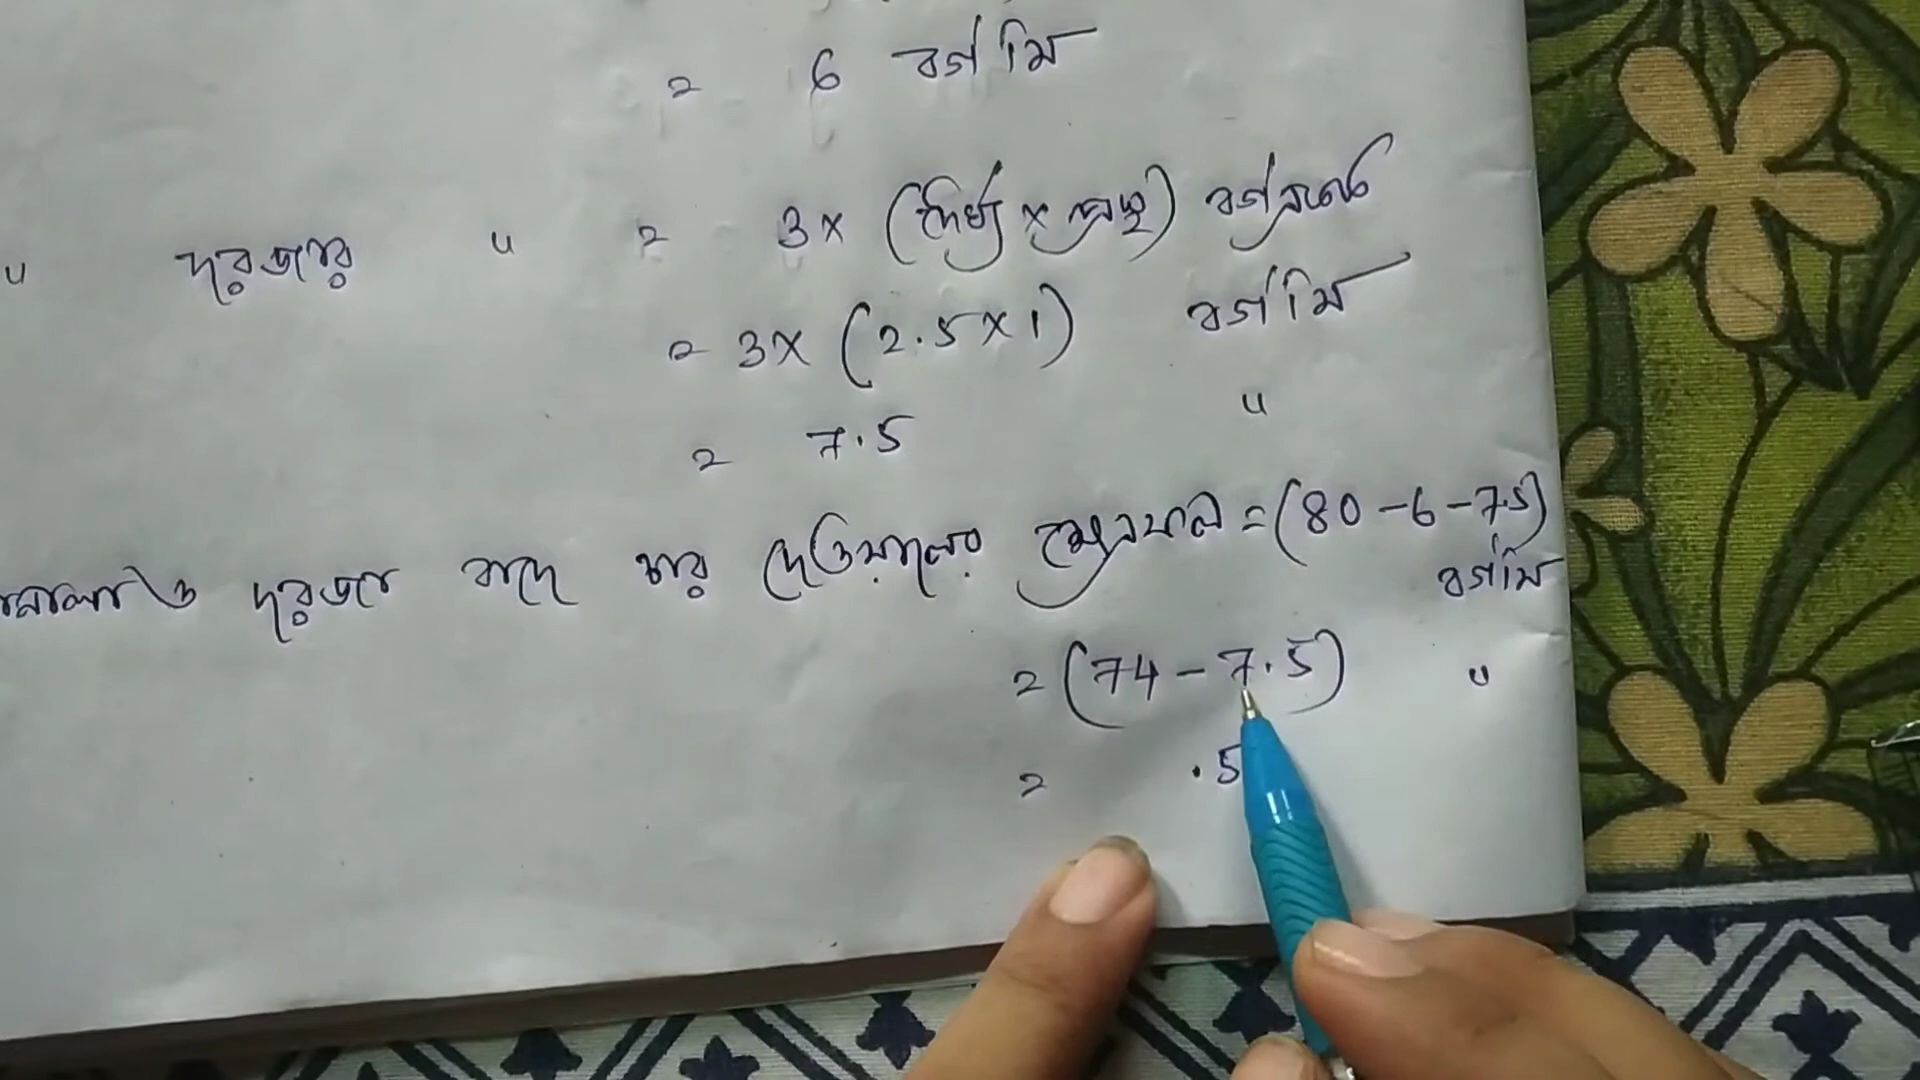 = 6 বর্গমি
" দরজার " = 3× (দৈর্ঘ্য × প্রস্থ) বর্গএকক
= 3× (2.5×1) বর্গমি
= 7.5 "
ও দরজা বাদে চার দেওয়ালের ক্ষেত্রফল = (80-6-7.5)
বর্গমি
= (74-7.5) "
= .5